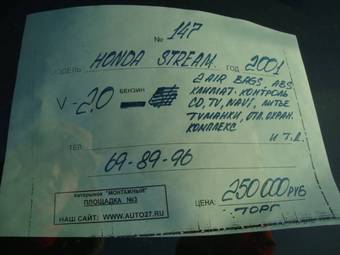 № 147
МОДЕЛЬ HONDA STREAM. ГОД 2001
V - 2.0 БЕНЗИН
2 AIR BAGS, ABS
КЛИМАТ. КОНТРОЛЬ
CD, TV, NAVI, ЛИТЬЕ
ТУМАНКИ, ОТЛ. ОХРАН.
КОМПЛЕКС
И Т.Д.
ТЕЛ. 69-89-96
Авторынок "МОНТАЖНЫЙ"
ПЛОЩАДКА №3
НАШ САЙТ: WWW.AUTO27.RU
ЦЕНА: 250 000 РУБ
ТОРГ